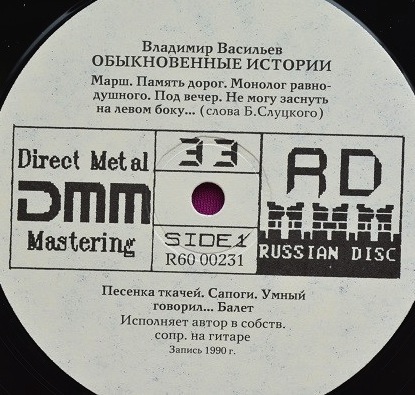 Владимир Васильев
ОБЫКНОВЕННЫЕ ИСТОРИИ
Марш. Память дорог. Монолог равно-
душного. Под вечер. Не могу заснуть
на левом боку... (слова Б.Слуцкого)
Direct Metal
DMM
Mastering
33
SIDE 1
R60 00231
RD
RUSSIAN DISC
Песенка ткачей. Сапоги. Умный
говорил... Балет
Исполняет автор в собств.
сопр. на гитаре
Запись 1990 г.